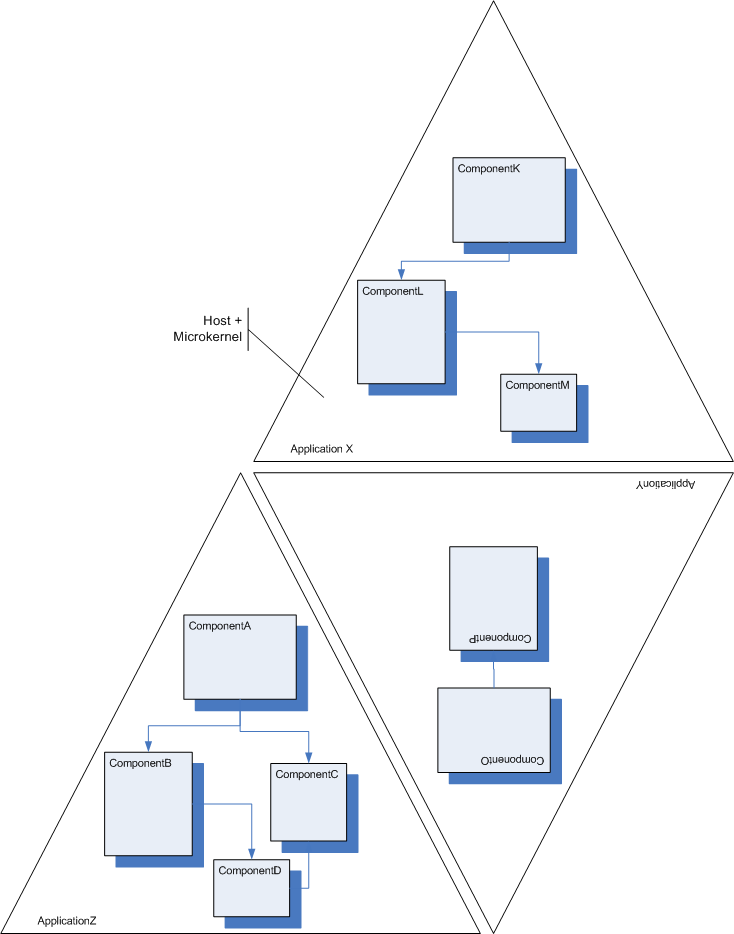 ComponentK
ComponentL
Host +
Microkernel
ComponentM
Application X
ApplicationY
ComponentP
ComponentA
ComponentO
ComponentB
ComponentC
ComponentD
ApplicationZ